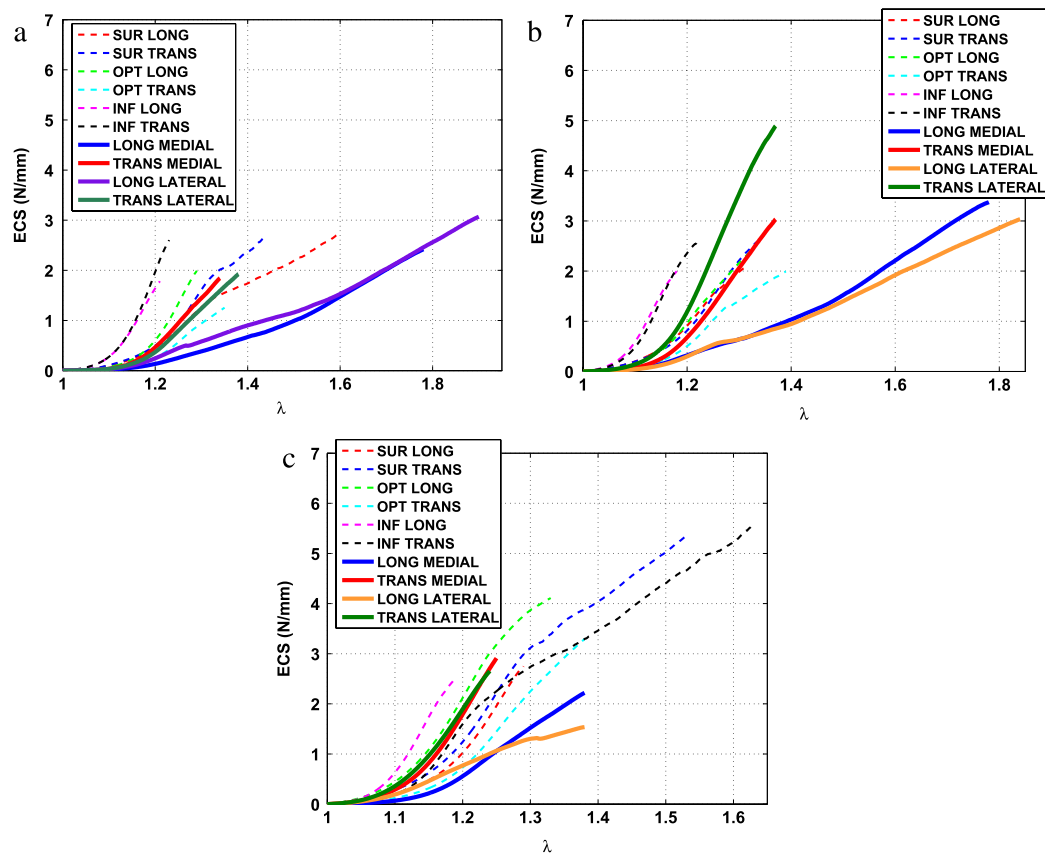 a
SUR LONG
SUR TRANS
OPT LONG
OPT TRANS
INF LONG
INF TRANS
LONG MEDIAL
TRANS MEDIAL
LONG LATERAL
TRANS LATERAL
7
6
5
4
3
2
1
0
ECS (N/mm)
1
1.2
1.4
1.6
1.8
λ
b
SUR LONG
SUR TRANS
OPT LONG
OPT TRANS
INF LONG
INF TRANS
LONG MEDIAL
TRANS MEDIAL
LONG LATERAL
TRANS LATERAL
7
6
5
4
3
2
1
0
ECS (N/mm)
1
1.2
1.4
1.6
1.8
λ
c
SUR LONG
SUR TRANS
OPT LONG
OPT TRANS
INF LONG
INF TRANS
LONG MEDIAL
TRANS MEDIAL
LONG LATERAL
TRANS LATERAL
7
6
5
4
3
2
1
0
ECS (N/mm)
1
1.1
1.2
1.3
1.4
1.5
1.6
λ